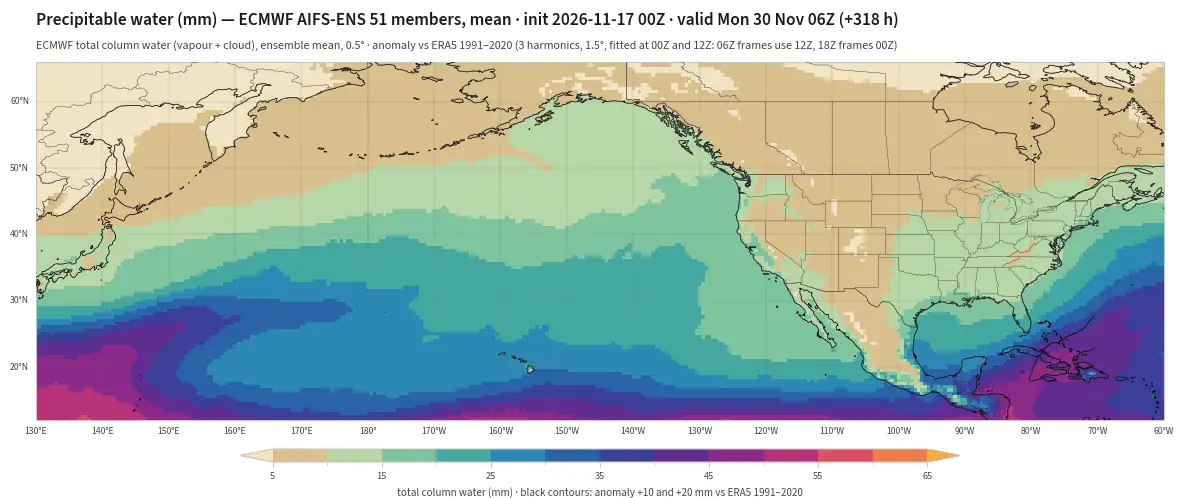 Precipitable water (mm) — ECMWF AIFS-ENS 51 members, mean · init 2026-11-17 00Z · valid Mon 30 Nov 06Z (+318 h)
ECMWF total column water (vapour + cloud), ensemble mean, 0.5° · anomaly vs ERA5 1991–2020 (3 harmonics, 1.5°, fitted at 00Z and 12Z: 06Z frames use 12Z, 18Z frames 00Z)
60°N
50°N
40°N
30°N
20°N
130°E 140°E 150°E 160°E 170°E 180° 170°W 160°W 150°W 140°W 130°W 120°W 110°W 100°W 90°W 80°W 70°W 60°W
5 15 25 35 45 55 65
total column water (mm) · black contours: anomaly +10 and +20 mm vs ERA5 1991–2020